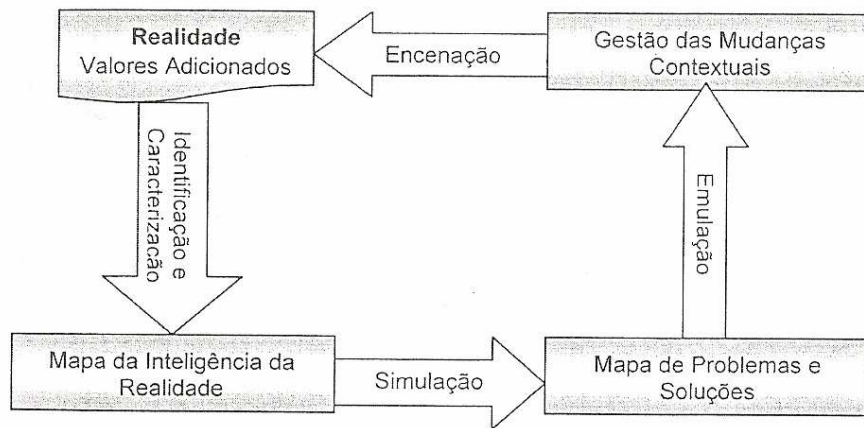 Realidade
Valores Adicionados
Encenação
Gestão das Mudanças
Contextuais
Identificação e
Caracterização
Emulação
Mapa da Inteligência da
Realidade
Simulação
Mapa de Problemas e
Soluções